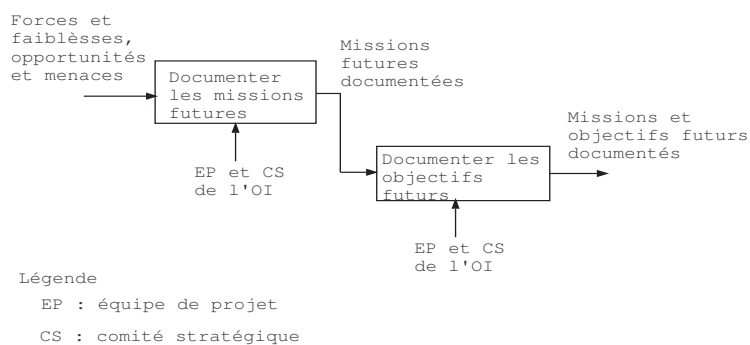 Forces et
faiblèsses,
opportunités
et menaces
Documenter
les missions
futures
Missions
futures
documentées
EP et CS
de l'OI
Documenter les
objectifs
futurs
Missions et
objectifs futurs
documentés
EP et CS
de l'OI
Légende
EP : équipe de projet
CS : comité stratégique